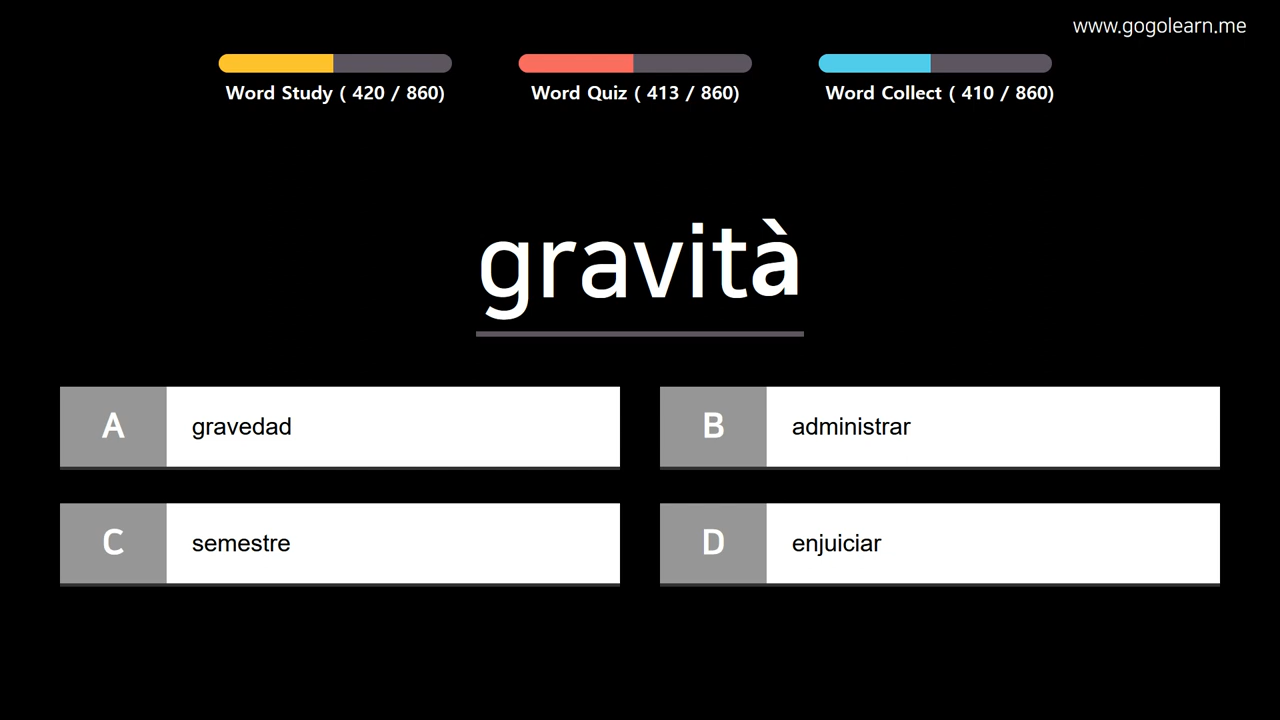 www.gogolearn.me
Word Study ( 420 / 860)
Word Quiz ( 413 / 860)
Word Collect ( 410 / 860)
gravità
A gravedad
B administrar
C semestre
D enjuiciar